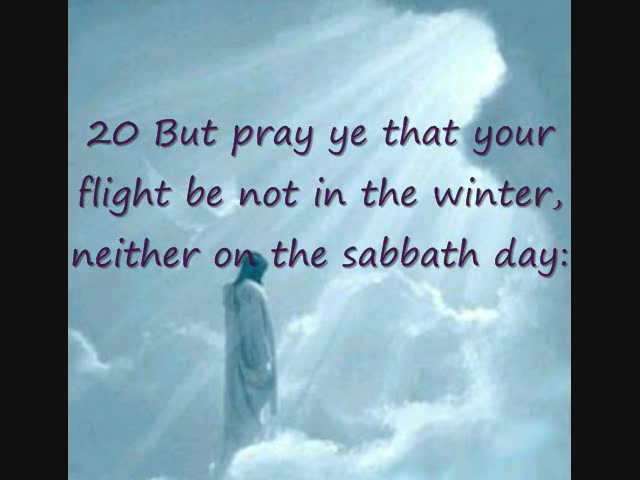 20 But pray ye that your
flight be not in the winter,
neither on the sabbath day: